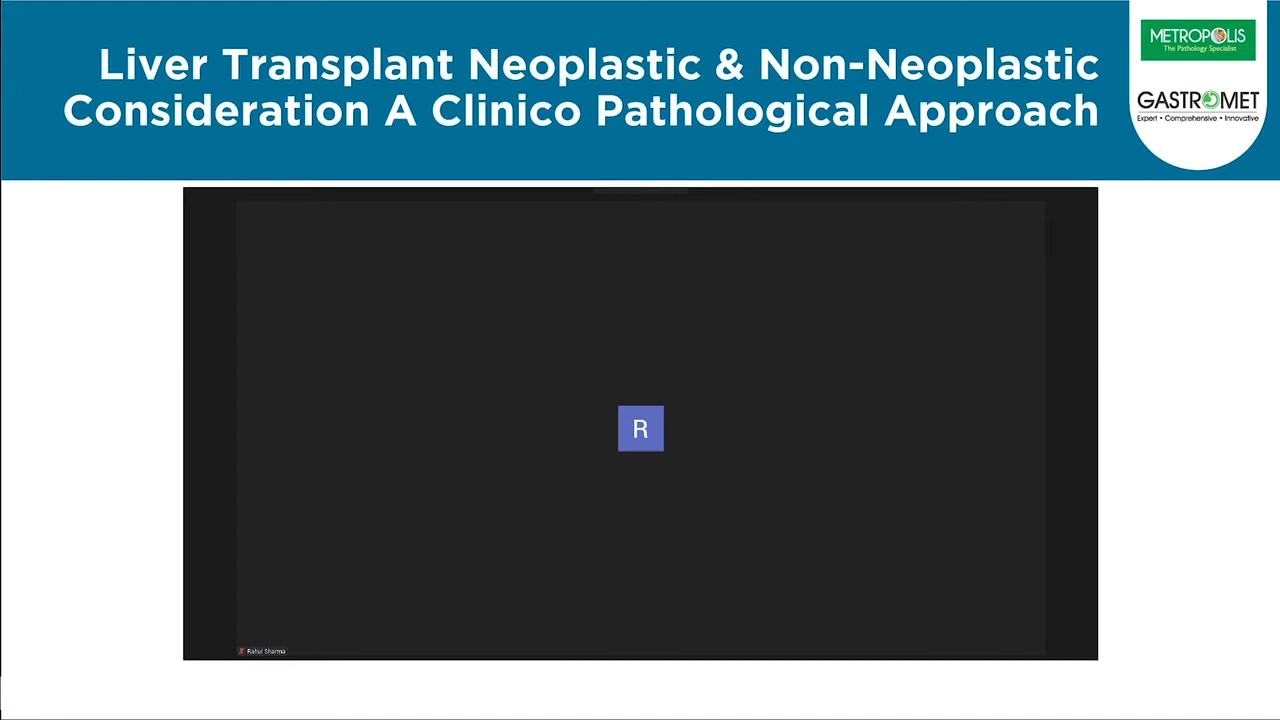 Liver Transplant Neoplastic & Non-Neoplastic
Consideration A Clinico Pathological Approach
METROPOLIS
The Pathology Specialist
GASTROMET
Expert • Comprehensive • Innovative
R
Rahul Sharma